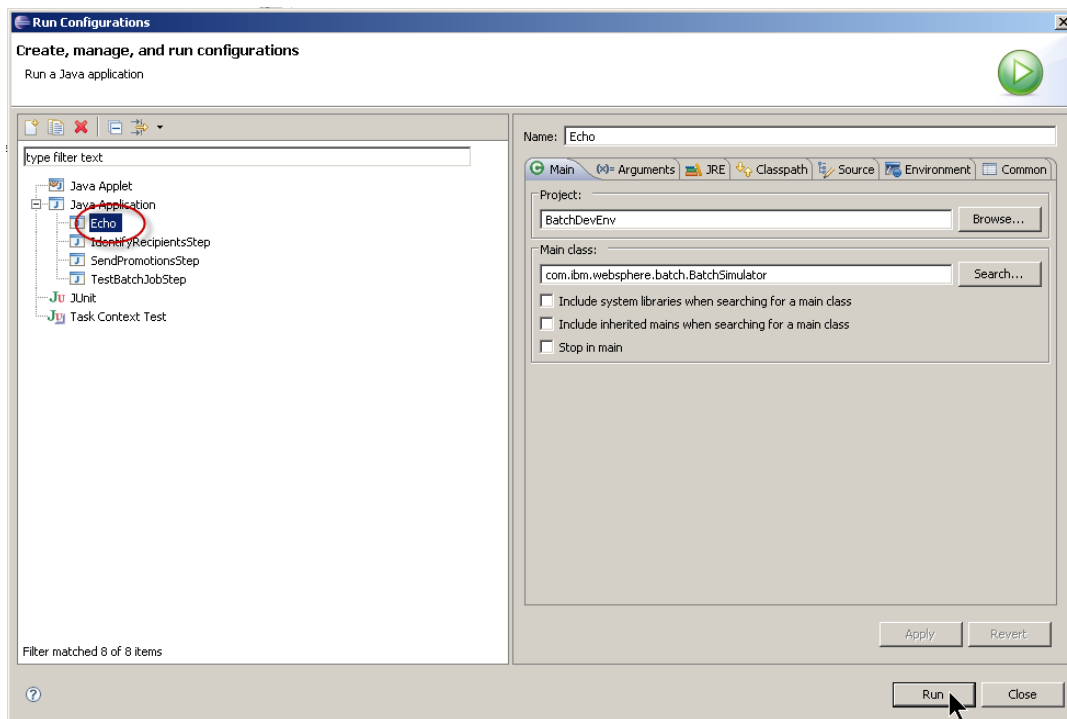 Run Configurations
Create, manage, and run configurations
Run a Java application
type filter text
Java Applet
Java Application
Echo
IdentifyRecipientsStep
SendPromotionsStep
TestBatchJobStep
Ju JUnit
Ju Task Context Test
Filter matched 8 of 8 items
Name: Echo
Main (x)= Arguments JRE Classpath Source Environment Common
Project:
BatchDevEnv Browse...
Main class:
com.ibm.websphere.batch.BatchSimulator Search...
Include system libraries when searching for a main class
Include inherited mains when searching for a main class
Stop in main
Apply Revert
Run Close